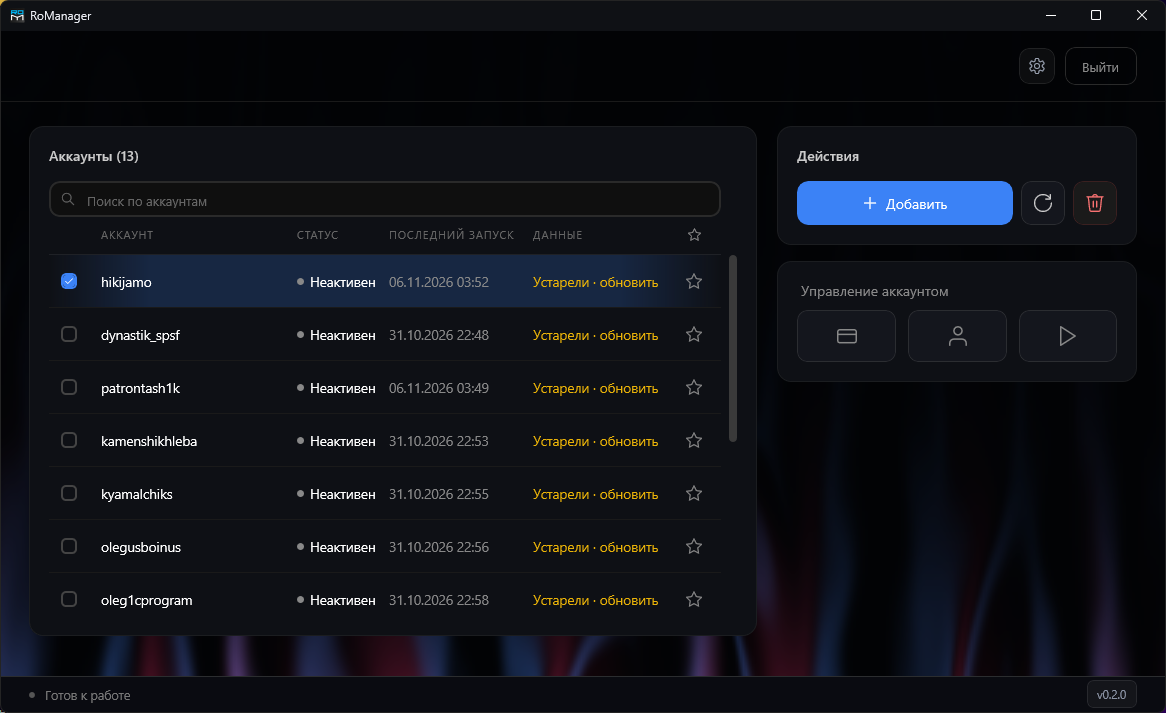 RoManager
Выйти
Аккаунты (13)
Поиск по аккаунтам
АККАУНТ СТАТУС ПОСЛЕДНИЙ ЗАПУСК ДАННЫЕ
hikijamo Неактивен 06.11.2026 03:52 Устарели · обновить
dynastik_spsf Неактивен 31.10.2026 22:48 Устарели · обновить
patrontash1k Неактивен 06.11.2026 03:49 Устарели · обновить
kamenshikhleba Неактивен 31.10.2026 22:53 Устарели · обновить
kyamalchiks Неактивен 31.10.2026 22:55 Устарели · обновить
olegusboinus Неактивен 31.10.2026 22:56 Устарели · обновить
oleg1cprogram Неактивен 31.10.2026 22:58 Устарели · обновить
Действия
Добавить
Управление аккаунтом
Готов к работе
v0.2.0